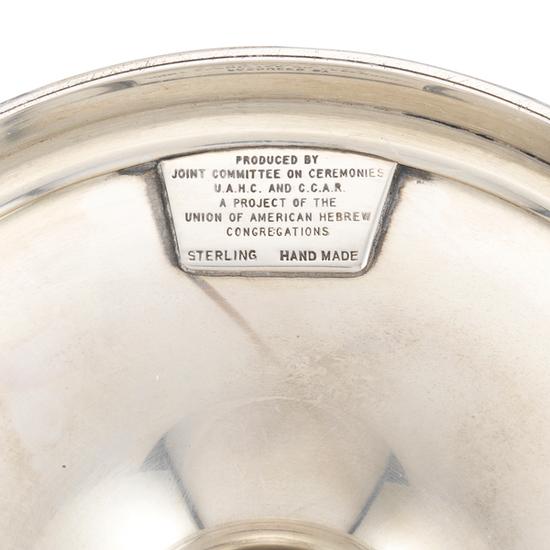 PRODUCED BY
JOINT COMMITTEE ON CEREMONIES
U.A.H.C. AND C.C.A.R.
A PROJECT OF THE
UNION OF AMERICAN HEBREW
CONGREGATIONS
STERLING HAND MADE